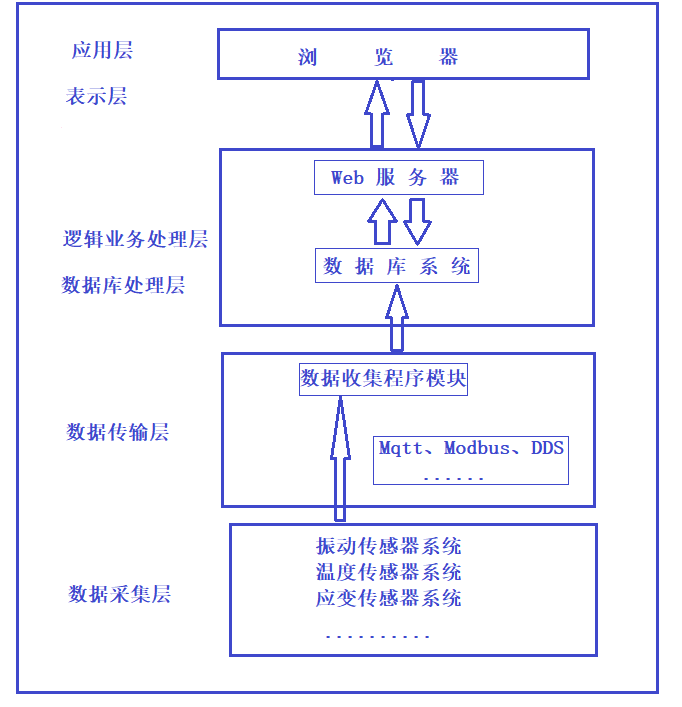 应用层
浏 览 器
表示层
Web 服 务 器
逻辑业务处理层
数据库处理层
数 据 库 系 统
数据收集程序模块
数据传输层
Mqtt、Modbus、DDS
......
振动传感器系统
温度传感器系统
应变传感器系统
数据采集层
..........